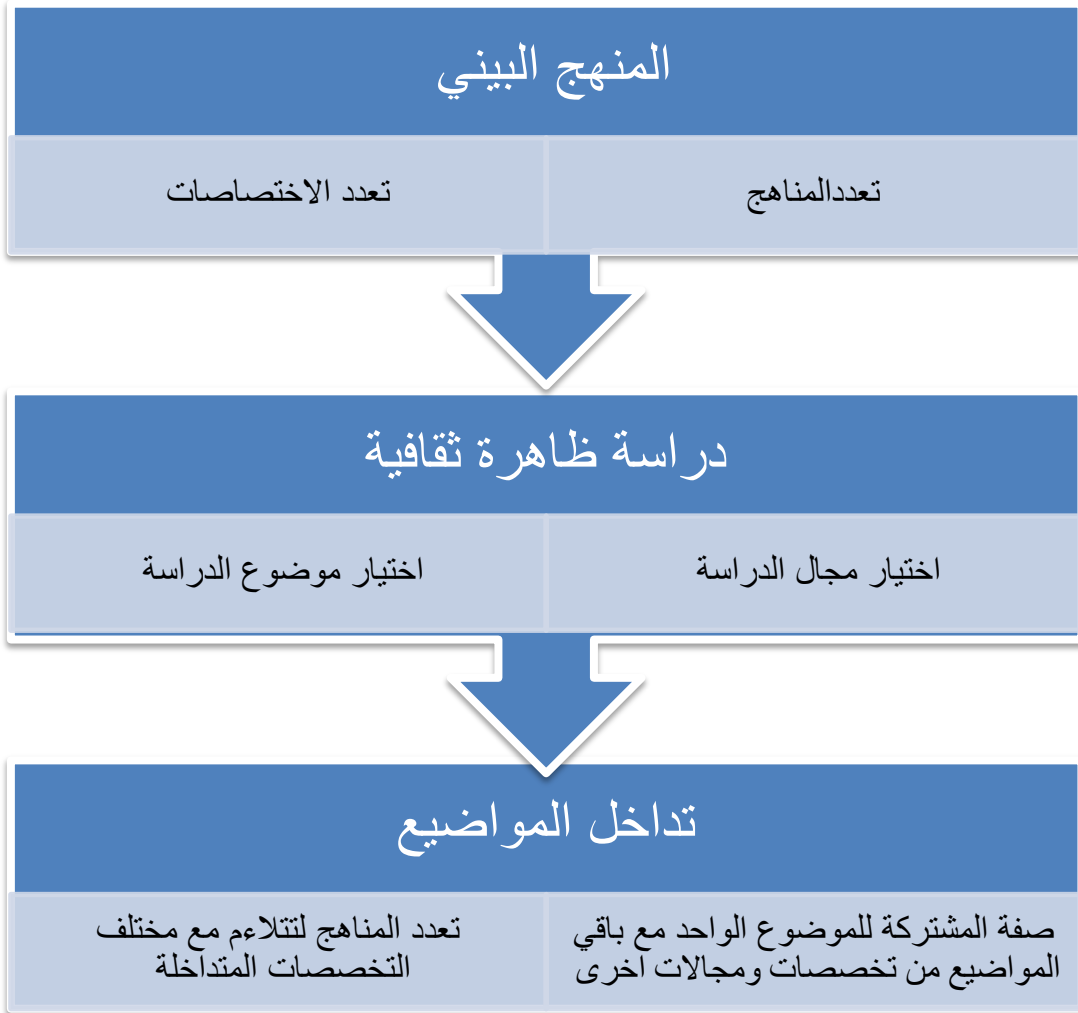 المنهج البيني
تعددالمناهج
تعدد الاختصاصات
دراسة ظاهرة ثقافية
اختيار مجال الدراسة
اختيار موضوع الدراسة
تداخل المواضيع
صفة المشتركة للموضوع الواحد مع باقي
المواضيع من تخصصات ومجالات اخرى
تعدد المناهج لتتلاءم مع مختلف
التخصصات المتداخلة